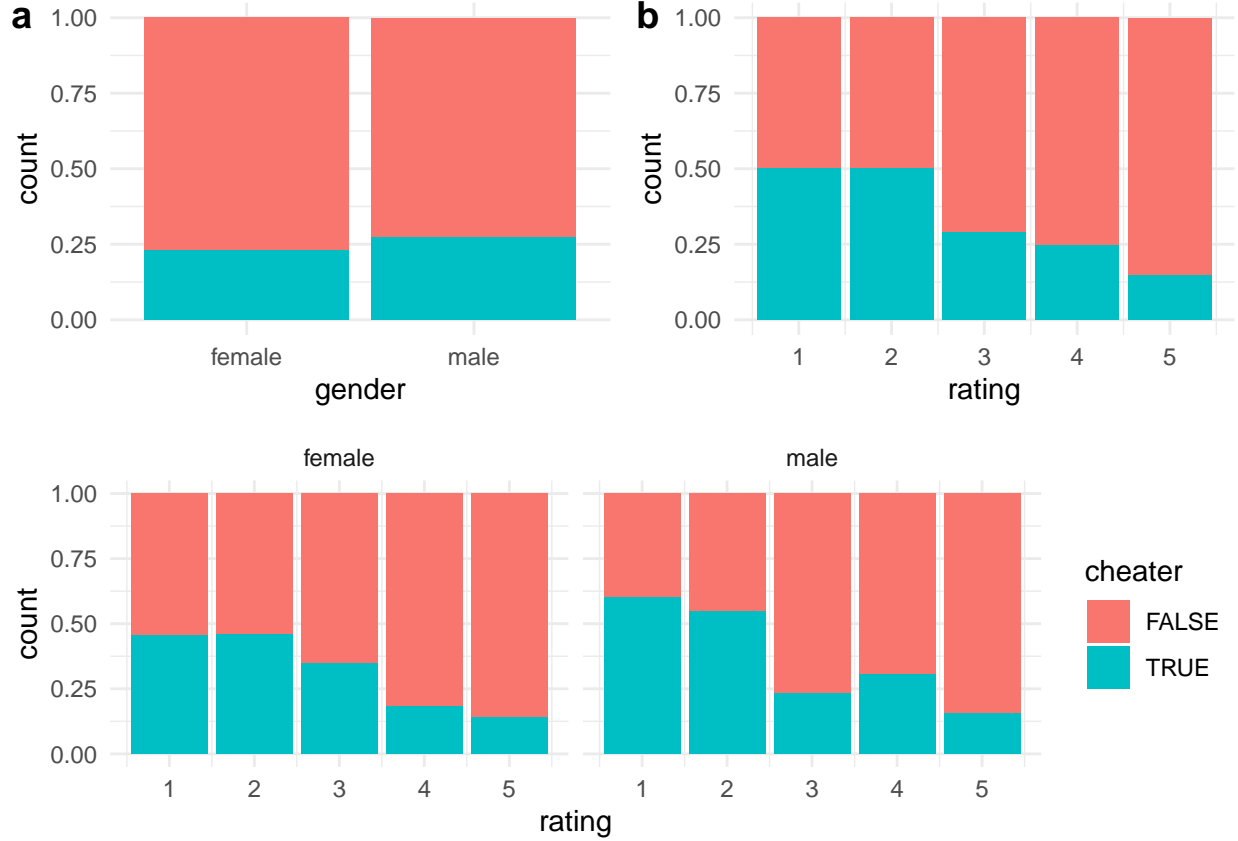 a
1.00
0.75
0.50
0.25
0.00
count
female male
gender
b
1.00
0.75
0.50
0.25
0.00
count
1 2 3 4 5
rating
female male
1.00
0.75
0.50
0.25
0.00
count
1 2 3 4 5 1 2 3 4 5
rating
cheater
FALSE
TRUE